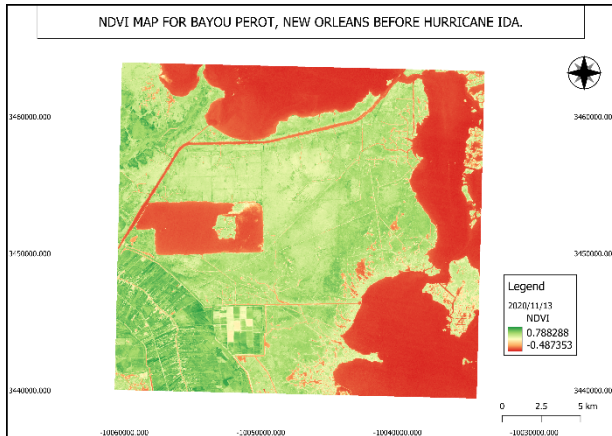 NDVI MAP FOR BAYOU PEROT, NEW ORLEANS BEFORE HURRICANE IDA.
3460000.000
3460000.000
3450000.000
3450000.000
Legend
2020/11/13
NDVI
0.788288
-0.487353
3440000.000
3440000.000
0 2.5 5 km
-10060000.000 -10050000.000 -10040000.000 -10030000.000